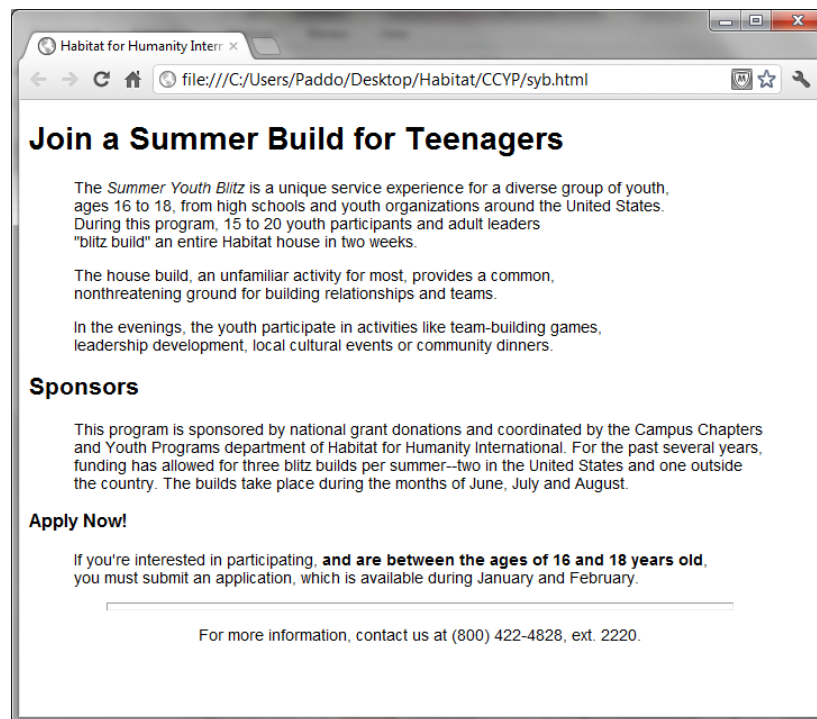 Habitat for Humanity Interr
file:///C:/Users/Paddo/Desktop/Habitat/CCYP/syb.html
Join a Summer Build for Teenagers
The Summer Youth Blitz is a unique service experience for a diverse group of youth,
ages 16 to 18, from high schools and youth organizations around the United States.
During this program, 15 to 20 youth participants and adult leaders
"blitz build" an entire Habitat house in two weeks.
The house build, an unfamiliar activity for most, provides a common,
nonthreatening ground for building relationships and teams.
In the evenings, the youth participate in activities like team-building games,
leadership development, local cultural events or community dinners.
Sponsors
This program is sponsored by national grant donations and coordinated by the Campus Chapters
and Youth Programs department of Habitat for Humanity International. For the past several years,
funding has allowed for three blitz builds per summer--two in the United States and one outside
the country. The builds take place during the months of June, July and August.
Apply Now!
If you're interested in participating, and are between the ages of 16 and 18 years old,
you must submit an application, which is available during January and February.
For more information, contact us at (800) 422-4828, ext. 2220.